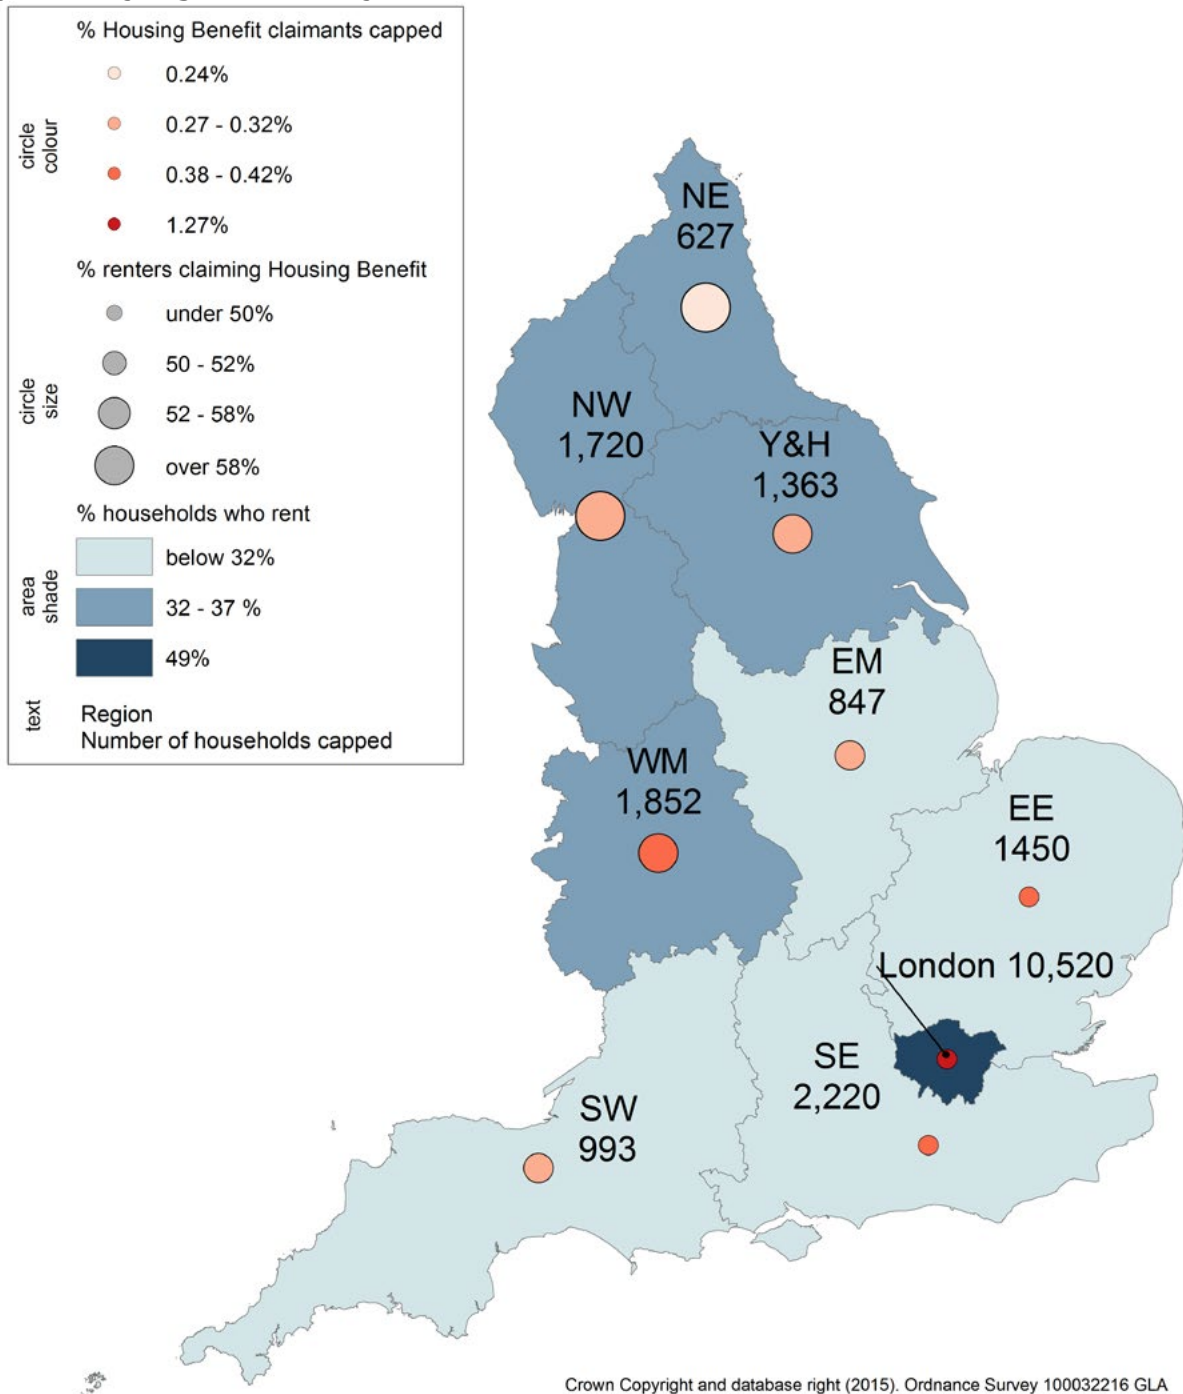 % Housing Benefit claimants capped
circle
colour
0.24%
0.27 - 0.32%
0.38 - 0.42%
1.27%
% renters claiming Housing Benefit
circle
size
under 50%
50 - 52%
52 - 58%
over 58%
% households who rent
area
shade
below 32%
32 - 37 %
49%
text
Region
Number of households capped
NE
627
NW
1,720
Y&H
1,363
EM
847
WM
1,852
EE
1450
London 10,520
SE
2,220
SW
993
Crown Copyright and database right (2015). Ordnance Survey 100032216 GLA